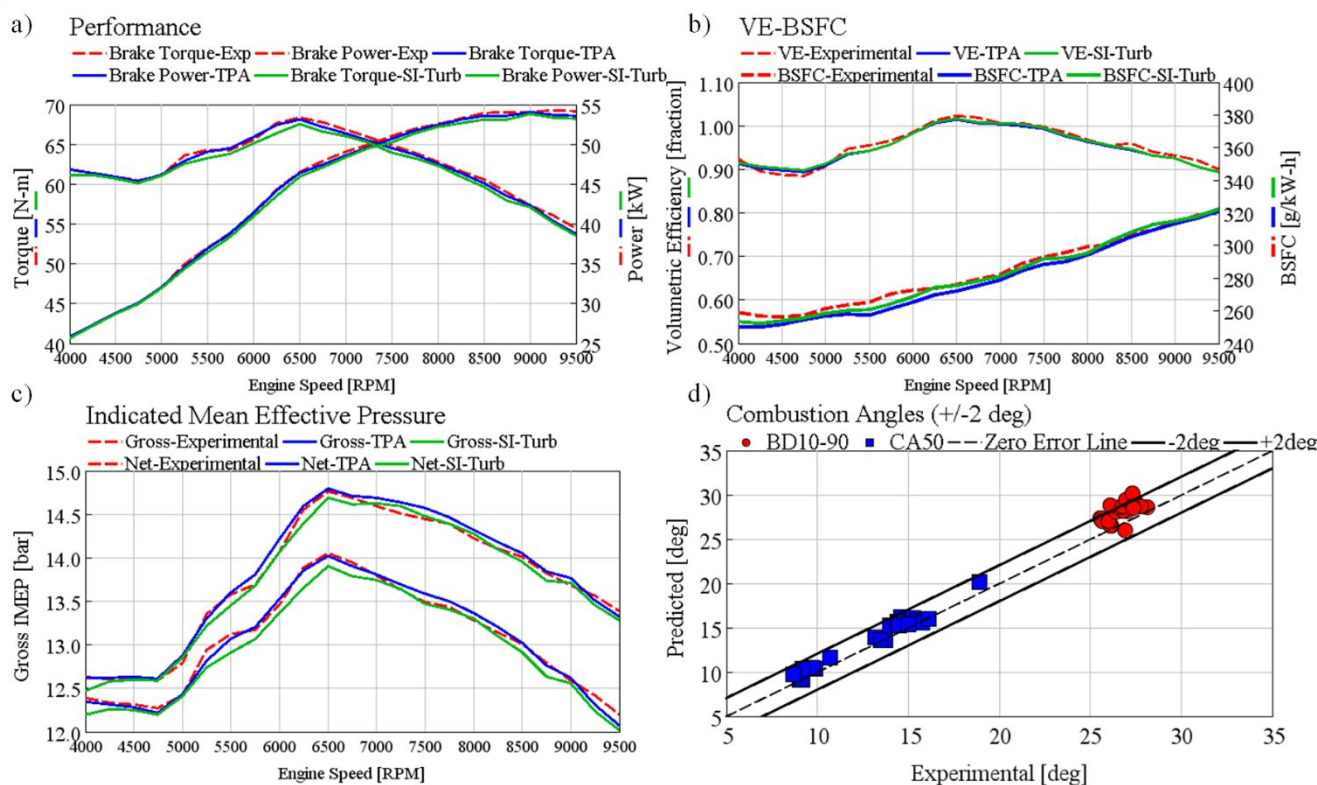 a)
Performance
Brake Torque-Exp Brake Power-Exp Brake Torque-TPA
Brake Power-TPA Brake Torque-SI-Turb Brake Power-SI-Turb
Torque [N-m]
70
65
60
55
50
45
40
Power [kW]
55
50
45
40
35
30
25
4000 4500 5000 5500 6000 6500 7000 7500 8000 8500 9000 9500
Engine Speed [RPM]
b)
VE-BSFC
VE-Experimental VE-TPA VE-SI-Turb
BSFC-Experimental BSFC-TPA BSFC-SI-Turb
Volumetric Efficiency [fraction]
1.10
1.00
0.90
0.80
0.70
0.60
0.50
BSFC [g/kW-h]
400
380
360
340
320
300
280
260
240
4000 4500 5000 5500 6000 6500 7000 7500 8000 8500 9000 9500
Engine Speed [RPM]
c)
Indicated Mean Effective Pressure
Gross-Experimental Gross-TPA Gross-SI-Turb
Net-Experimental Net-TPA Net-SI-Turb
Gross IMEP [bar]
15.0
14.5
14.0
13.5
13.0
12.5
12.0
4000 4500 5000 5500 6000 6500 7000 7500 8000 8500 9000 9500
Engine Speed [RPM]
d)
Combustion Angles (+/-2 deg)
BD10-90 CA50 Zero Error Line -2deg +2deg
Predicted [deg]
35
30
25
20
15
10
5
5 10 15 20 25 30 35
Experimental [deg]